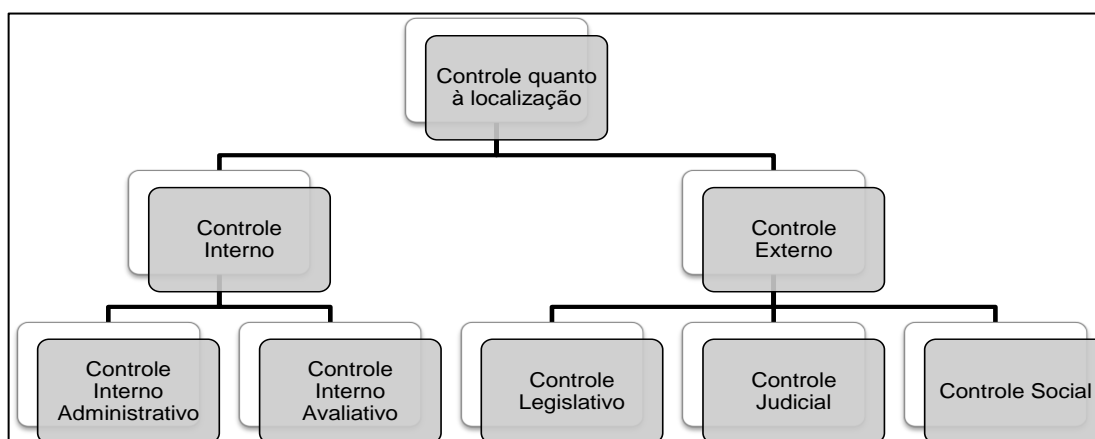 Controle quanto
à localização
Controle
Interno
Controle
Externo
Controle
Interno
Administrativo
Controle
Interno
Avaliativo
Controle
Legislativo
Controle
Judicial
Controle Social